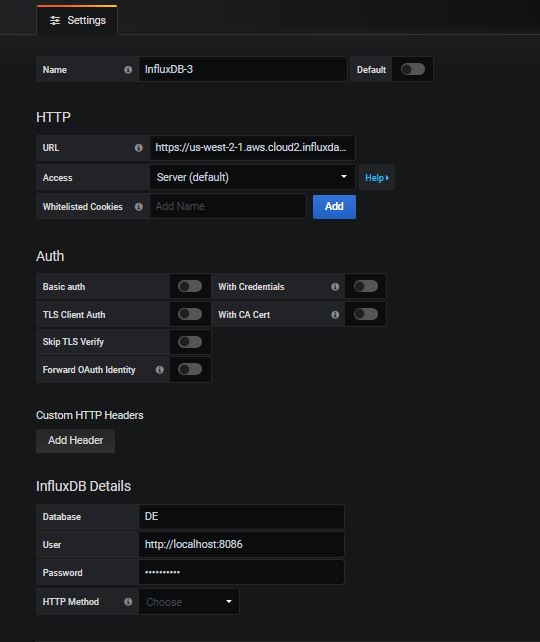 Settings
Name InfluxDB-3 Default
HTTP
URL https://us-west-2-1.aws.cloud2.influxda...
Access Server (default) Help
Whitelisted Cookies Add Name Add
Auth
Basic auth With Credentials
TLS Client Auth With CA Cert
Skip TLS Verify
Forward OAuth Identity
Custom HTTP Headers
Add Header
InfluxDB Details
Database DE
User http://localhost:8086
Password ••••••••••
HTTP Method Choose